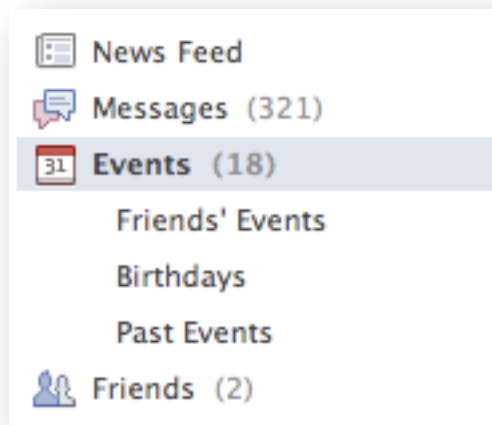 News Feed
Messages (321)
31 Events (18)
Friends' Events
Birthdays
Past Events
Friends (2)